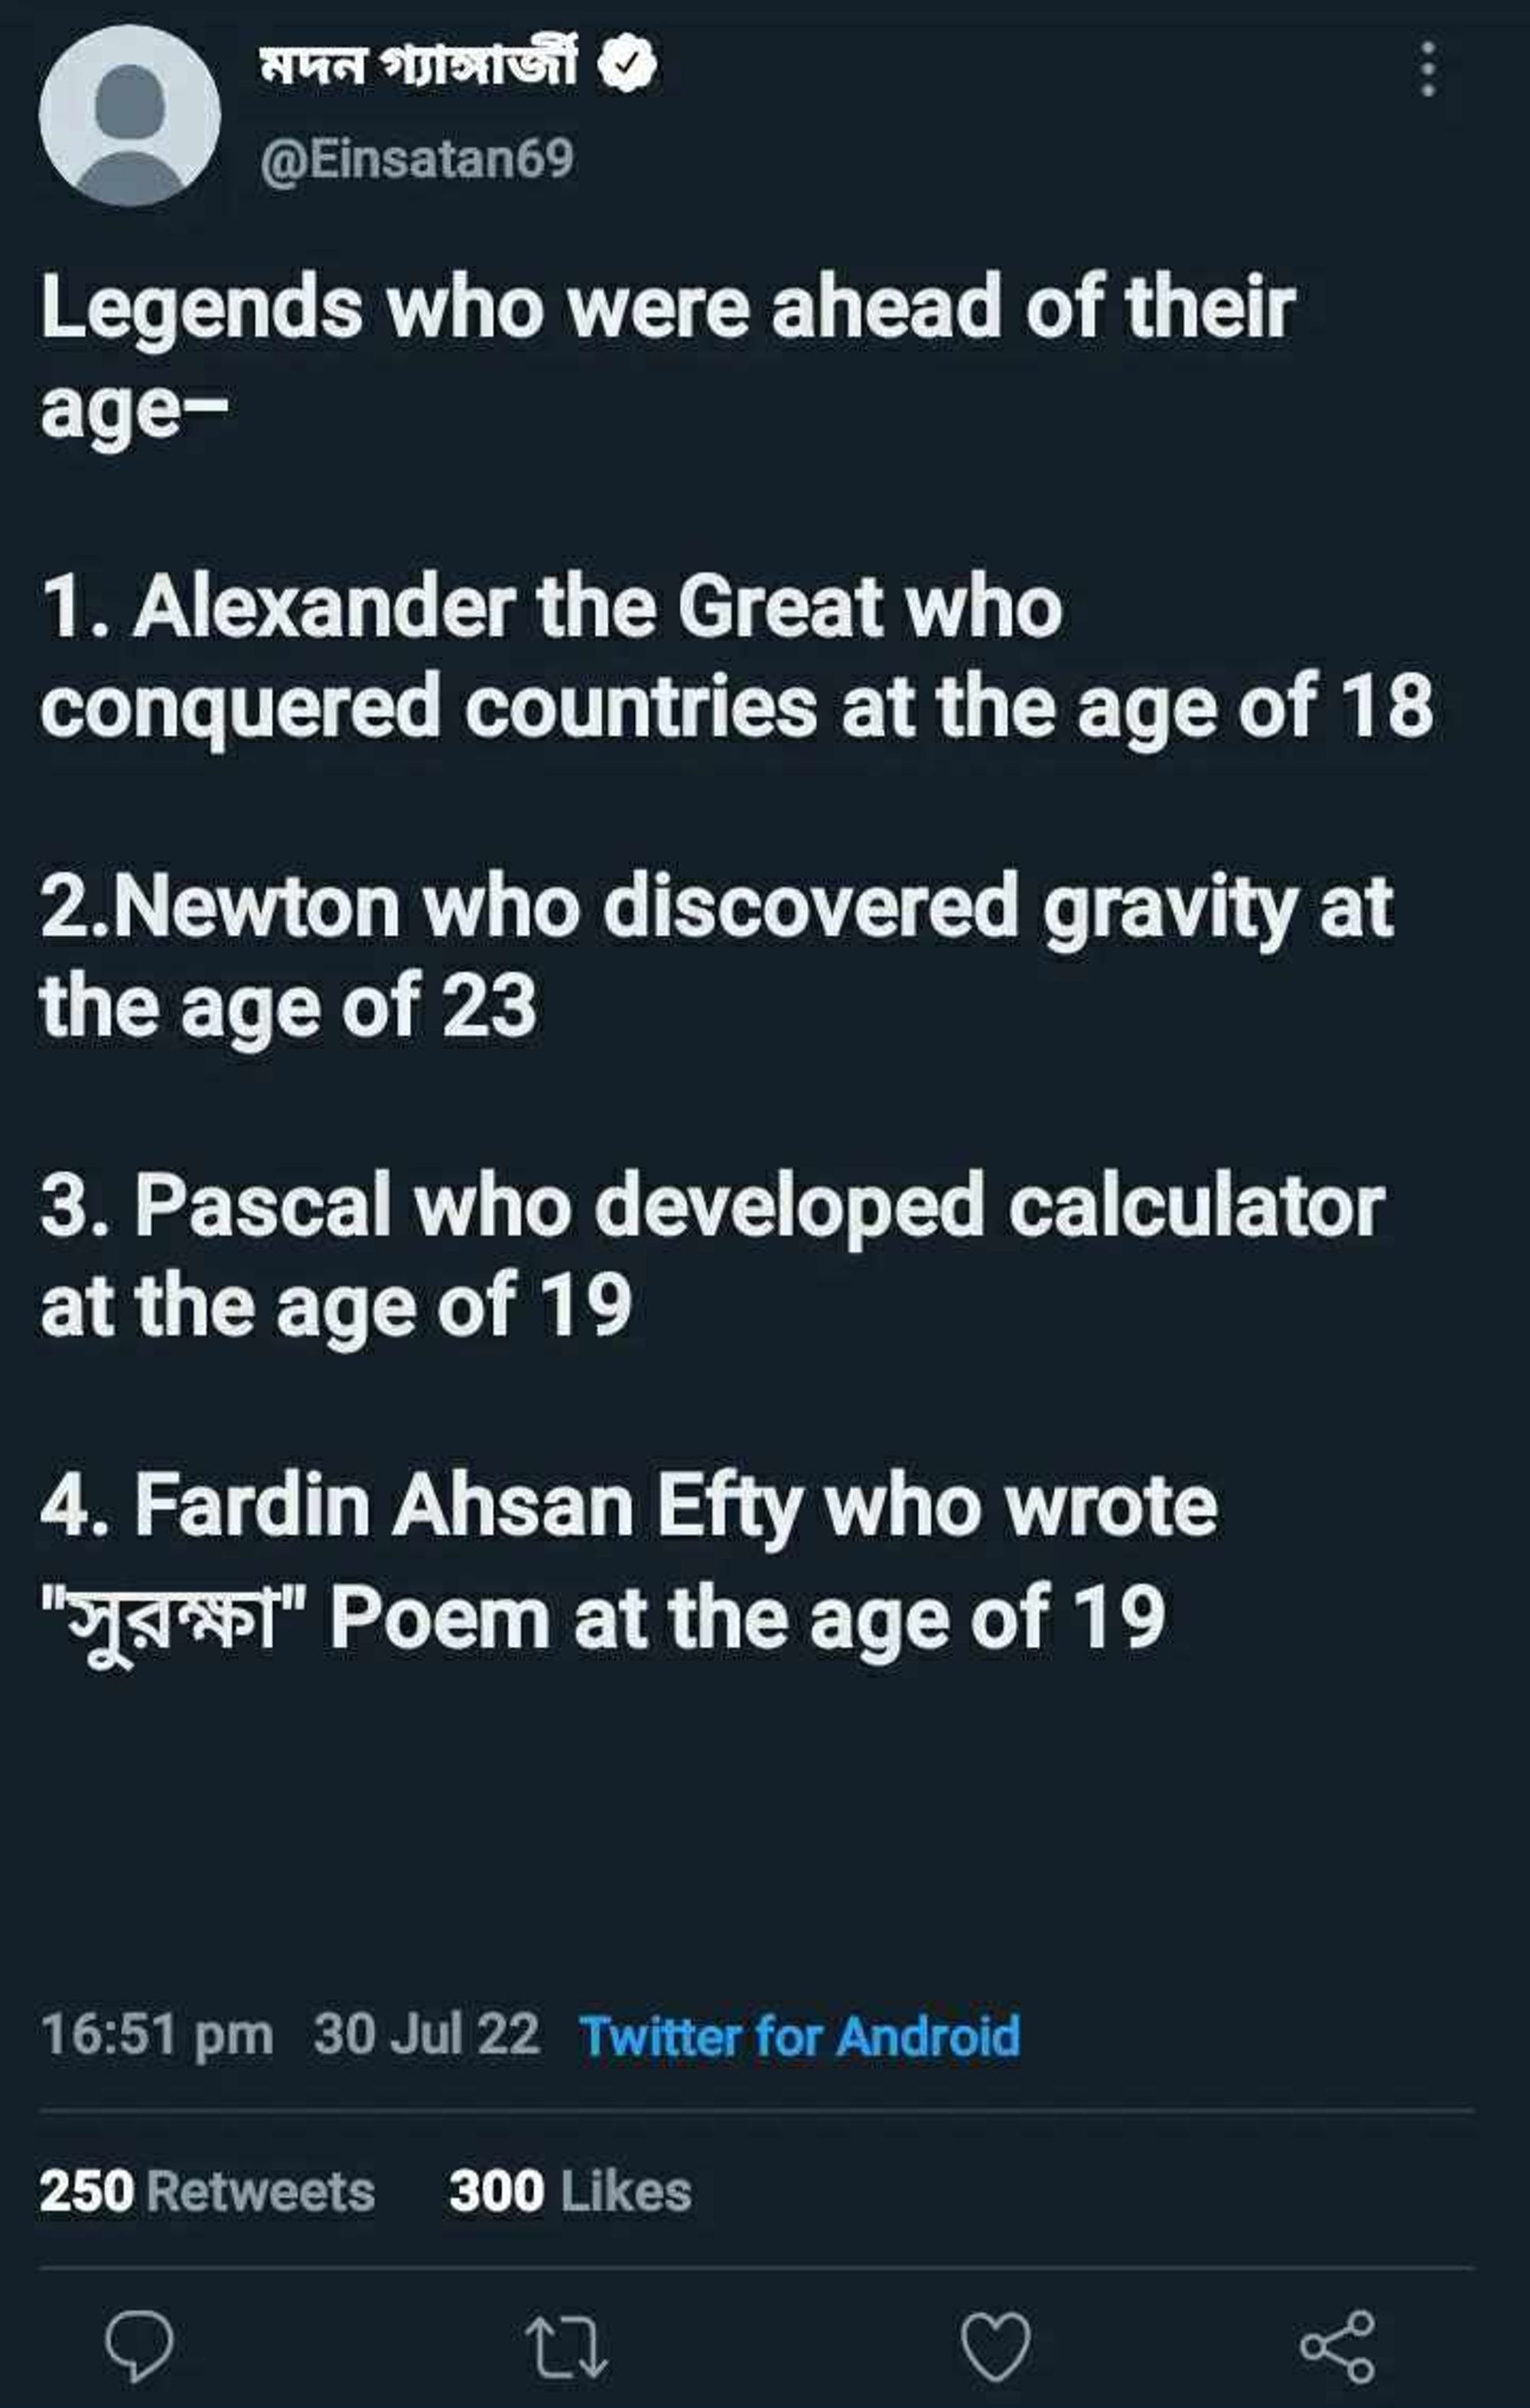 মদন গ্যাঙ্গার্জী
@Einsatan69
Legends who were ahead of their
age–
1. Alexander the Great who
conquered countries at the age of 18
2.Newton who discovered gravity at
the age of 23
3. Pascal who developed calculator
at the age of 19
4. Fardin Ahsan Efty who wrote
"সুরক্ষা" Poem at the age of 19
16:51 pm 30 Jul 22 Twitter for Android
250 Retweets 300 Likes